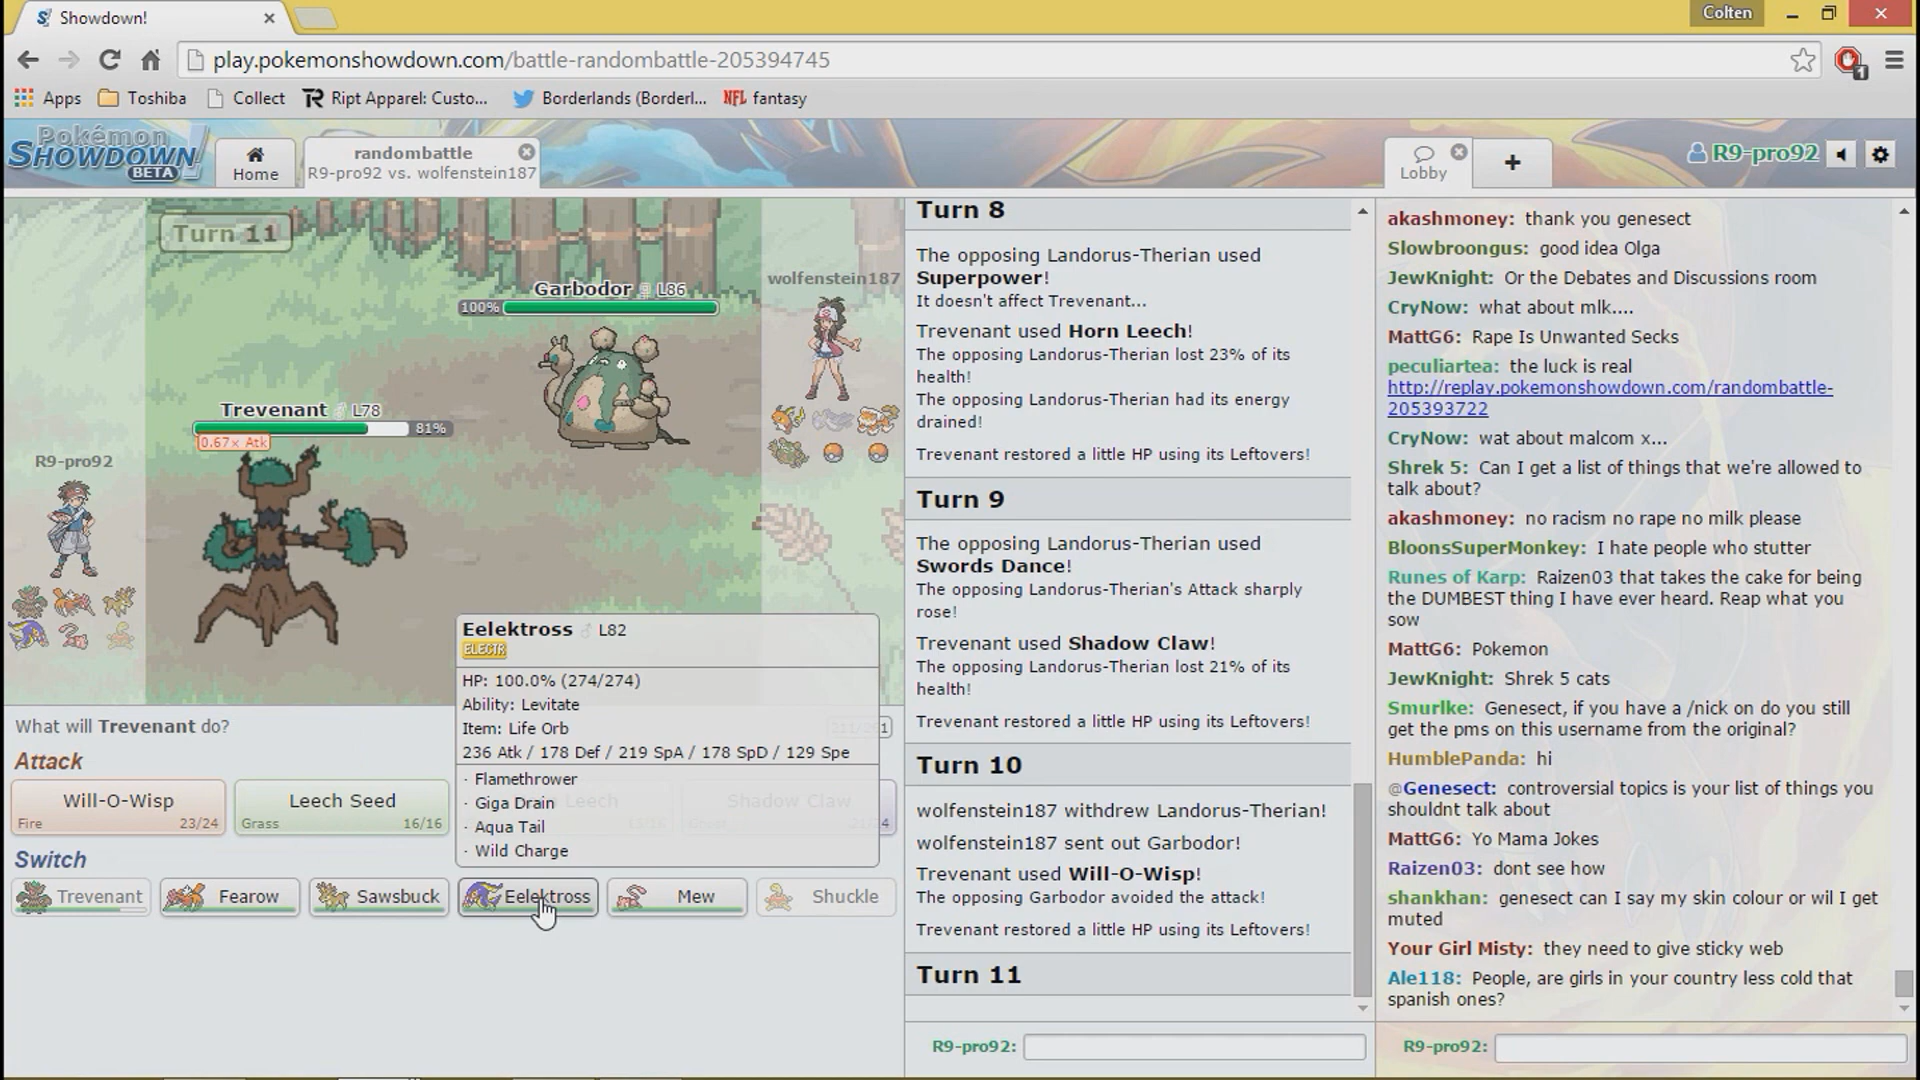 Showdown!
Colten
play.pokemonshowdown.com/battle-randombattle-205394745
1
Apps
Toshiba
Collect
Ript Apparel: Custo...
Borderlands (Borderl...
NFL fantasy
Pokémon
SHOWDOWN!
BETA
Home
randombattle
R9-pro92 vs. wolfenstein187
Lobby
+
R9-pro92
Turn 11
wolfenstein187
Garbodor L86
100%
Trevenant ♂ L78
81%
0.67× Atk
R9-pro92
Eelektross ♂ L82
ELECTR
HP: 100.0% (274/274)
Ability: Levitate
Item: Life Orb
236 Atk / 178 Def / 219 SpA / 178 SpD / 129 Spe
· Flamethrower
· Giga Drain
· Aqua Tail
· Wild Charge
What will Trevenant do?
Attack
Will-O-Wisp
Fire 23/24
Leech Seed
Grass 16/16
Leech
Shadow Claw
Switch
Trevenant
Fearow
Sawsbuck
Eelektross
Mew
Shuckle
Turn 8
The opposing Landorus-Therian used
Superpower!
It doesn't affect Trevenant...
Trevenant used Horn Leech!
The opposing Landorus-Therian lost 23% of its
health!
The opposing Landorus-Therian had its energy
drained!
Trevenant restored a little HP using its Leftovers!
Turn 9
The opposing Landorus-Therian used
Swords Dance!
The opposing Landorus-Therian's Attack sharply
rose!
Trevenant used Shadow Claw!
The opposing Landorus-Therian lost 21% of its
health!
Trevenant restored a little HP using its Leftovers!
Turn 10
wolfenstein187 withdrew Landorus-Therian!
wolfenstein187 sent out Garbodor!
Trevenant used Will-O-Wisp!
The opposing Garbodor avoided the attack!
Trevenant restored a little HP using its Leftovers!
Turn 11
R9-pro92:
akashmoney: thank you genesect
Slowbroongus: good idea Olga
JewKnight: Or the Debates and Discussions room
CryNow: what about mlk....
MattG6: Rape Is Unwanted Secks
peculiartea: the luck is real
http://replay.pokemonshowdown.com/randombattle-
205393722
CryNow: wat about malcom x...
Shrek 5: Can I get a list of things that we're allowed to
talk about?
akashmoney: no racism no rape no milk please
BloonsSuperMonkey: I hate people who stutter
Runes of Karp: Raizen03 that takes the cake for being
the DUMBEST thing I have ever heard. Reap what you
sow
MattG6: Pokemon
JewKnight: Shrek 5 cats
Smurlke: Genesect, if you have a /nick on do you still
get the pms on this username from the original?
HumblePanda: hi
@Genesect: controversial topics is your list of things you
shouldnt talk about
MattG6: Yo Mama Jokes
Raizen03: dont see how
shankhan: genesect can I say my skin colour or wil I get
muted
Your Girl Misty: they need to give sticky web
Ale118: People, are girls in your country less cold that
spanish ones?
R9-pro92: